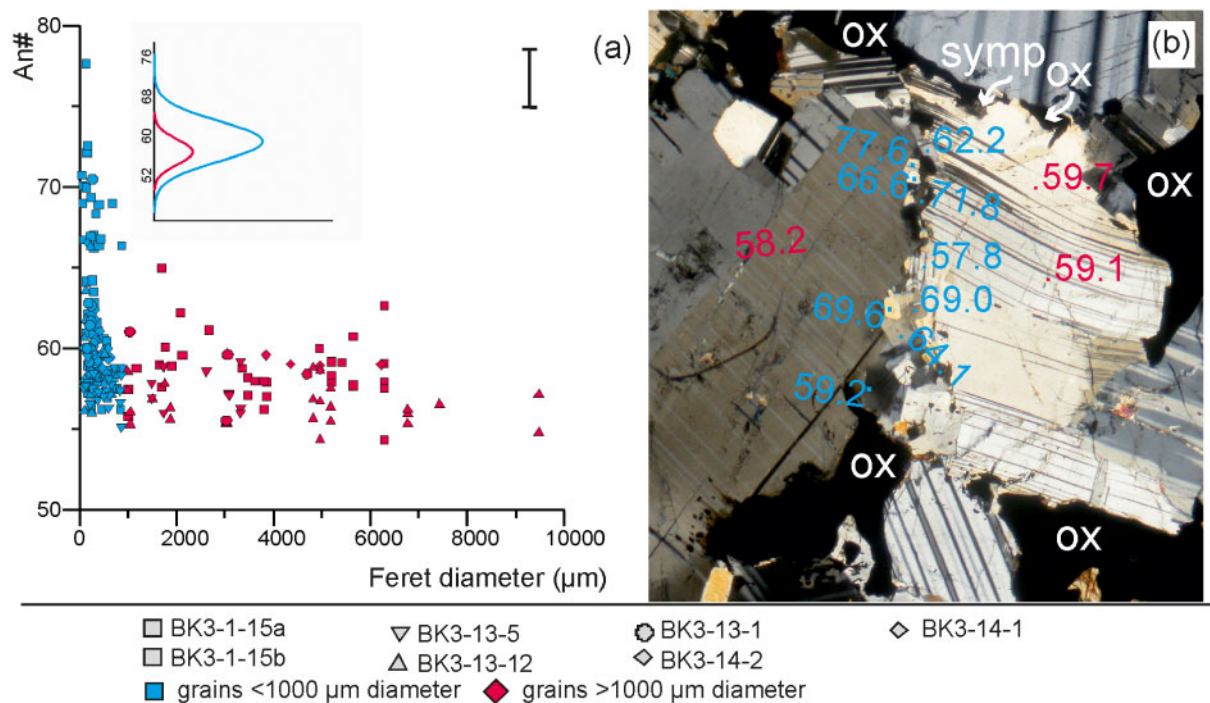 80
70
60
50
An#
76
68
60
52
0
2000
4000
6000
8000
10000
Feret diameter (µm)
(a)
(b)
ox
symp
ox
ox
77.6
.62.2
66.6
.71.8
.59.7
58.2
.57.8
.59.1
69.6
.69.0
.64.1
59.2
ox
ox
BK3-1-15a
BK3-13-5
BK3-13-1
BK3-14-1
BK3-1-15b
BK3-13-12
BK3-14-2
grains <1000 µm diameter
grains >1000 µm diameter